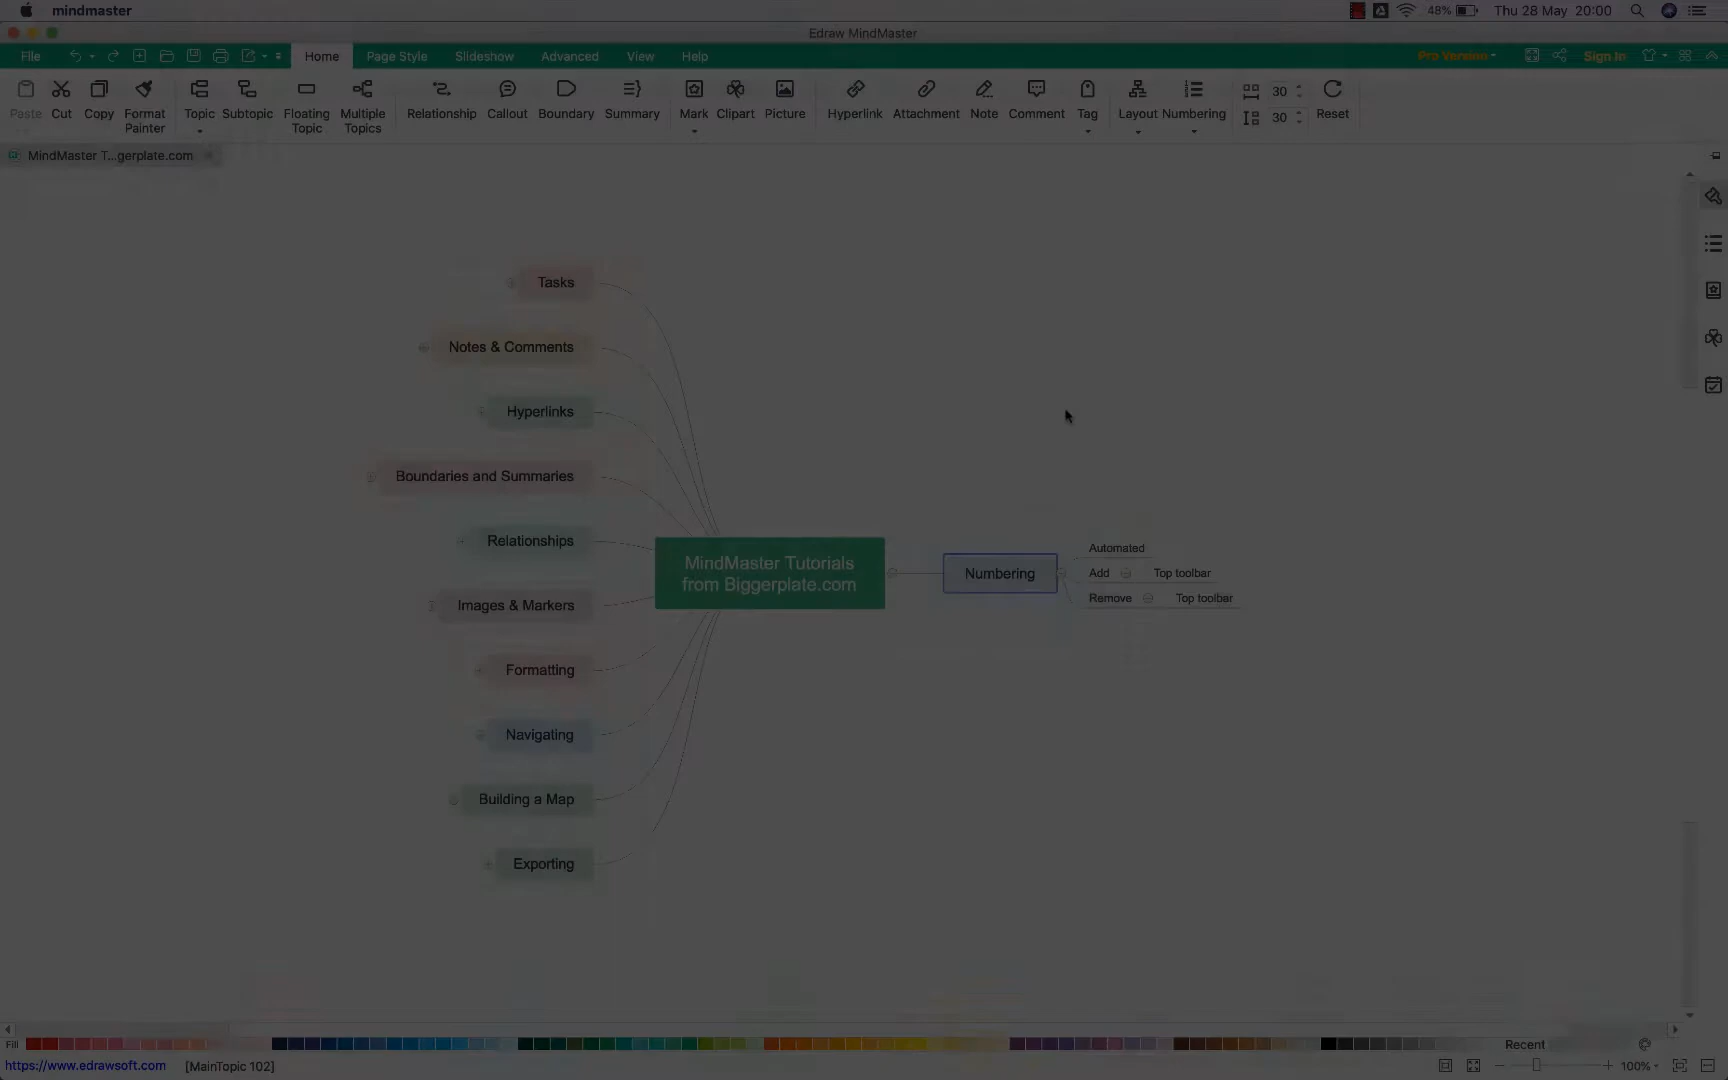 mindmaster
48%
Thu 28 May 20:00
Edraw MindMaster
File
Home
Page Style
Slideshow
Advanced
View
Help
Pro Version
Sign In
Paste
Cut
Copy
Format
Painter
Topic
Subtopic
Floating
Topic
Multiple
Topics
Relationship
Callout
Boundary
Summary
Mark
Clipart
Picture
Hyperlink
Attachment
Note
Comment
Tag
Layout
Numbering
30
30
Reset
MindMaster T...gerplate.com
Tasks
Notes & Comments
Hyperlinks
Boundaries and Summaries
Relationships
Images & Markers
Formatting
Navigating
Building a Map
Exporting
MindMaster Tutorials
from Biggerplate.com
Numbering
Automated
Add
Top toolbar
Remove
Top toolbar
Fill
Recent
https://www.edrawsoft.com
[MainTopic 102]
100%